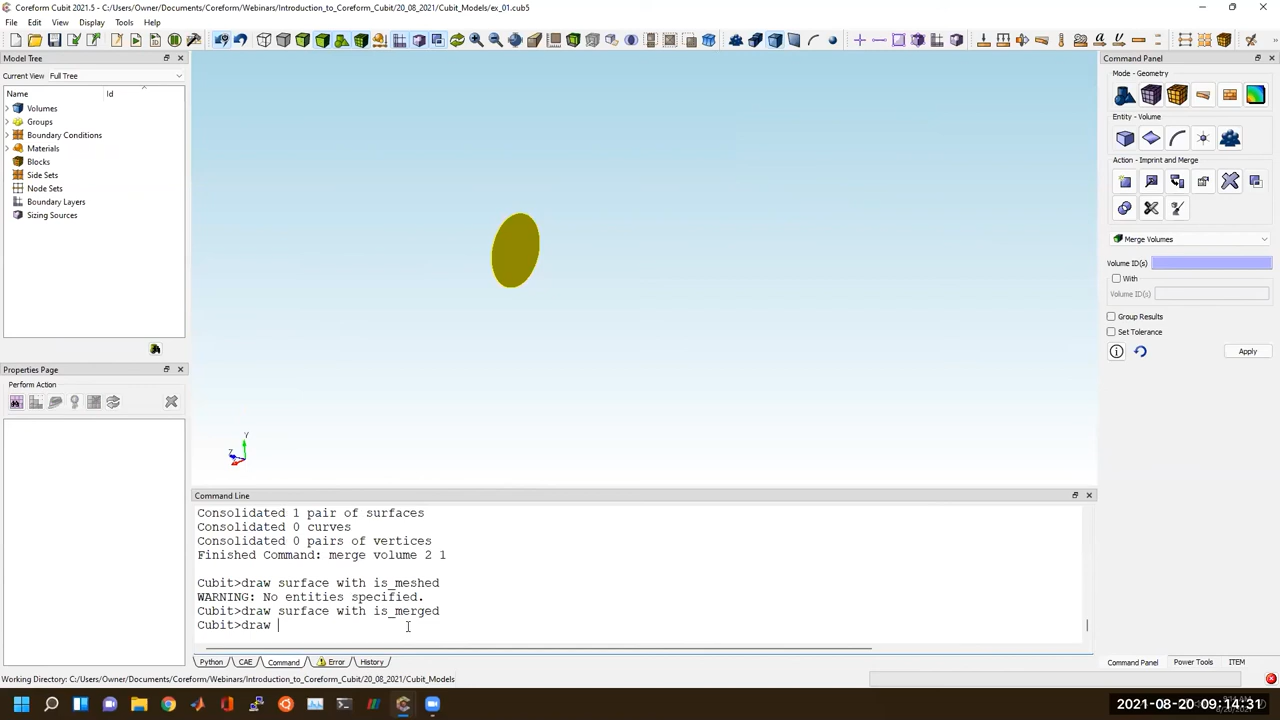 Coreform Cubit 2021.5 - C:/Users/Owner/Documents/Coreform/Webinars/Introduction_to_Coreform_Cubit/20_08_2021/Cubit_Models/ex_01.cub5
File Edit View Display Tools Help
Model Tree
Current View Full Tree
Name Id
Volumes
Groups
Boundary Conditions
Materials
Blocks
Side Sets
Node Sets
Boundary Layers
Sizing Sources
Properties Page
Perform Action
Y
Z
Command Line
Consolidated 1 pair of surfaces
Consolidated 0 curves
Consolidated 0 pairs of vertices
Finished Command: merge volume 2 1
Cubit>draw surface with is_meshed
WARNING: No entities specified.
Cubit>draw surface with is_merged
Cubit>draw
Python CAE Command Error History
Command Panel
Mode - Geometry
Entity - Volume
Action - Imprint and Merge
Merge Volumes
Volume ID(s)
With
Volume ID(s)
Group Results
Set Tolerance
Apply
Command Panel Power Tools ITEM
Working Directory: C:/Users/Owner/Documents/Coreform/Webinars/Introduction_to_Coreform_Cubit/20_08_2021/Cubit_Models
2021-08-20 09:14:31